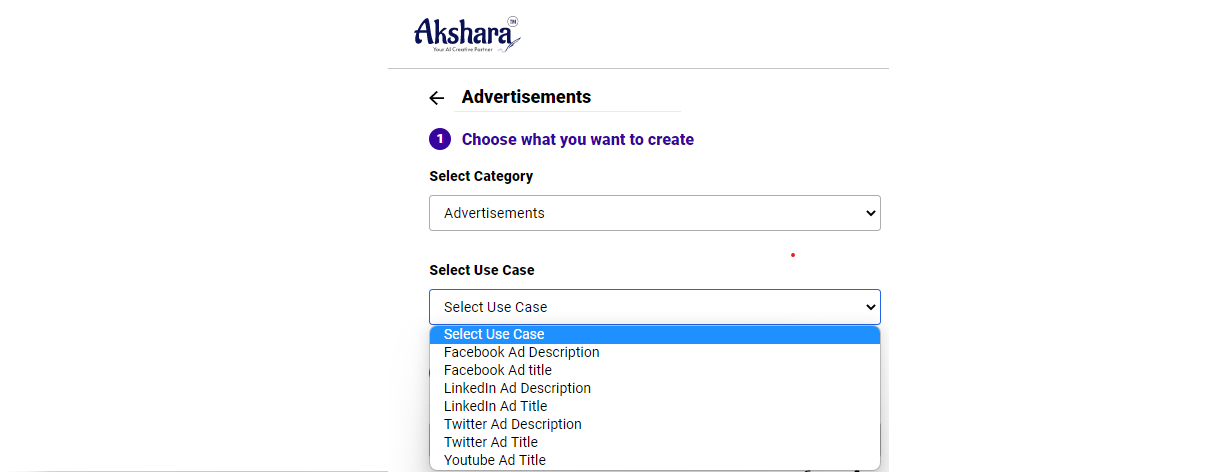 Akshara TM
Your AI Creative Partner
Advertisements
1 Choose what you want to create
Select Category
Advertisements
Select Use Case
Select Use Case
Select Use Case
Facebook Ad Description
Facebook Ad title
LinkedIn Ad Description
LinkedIn Ad Title
Twitter Ad Description
Twitter Ad Title
Youtube Ad Title